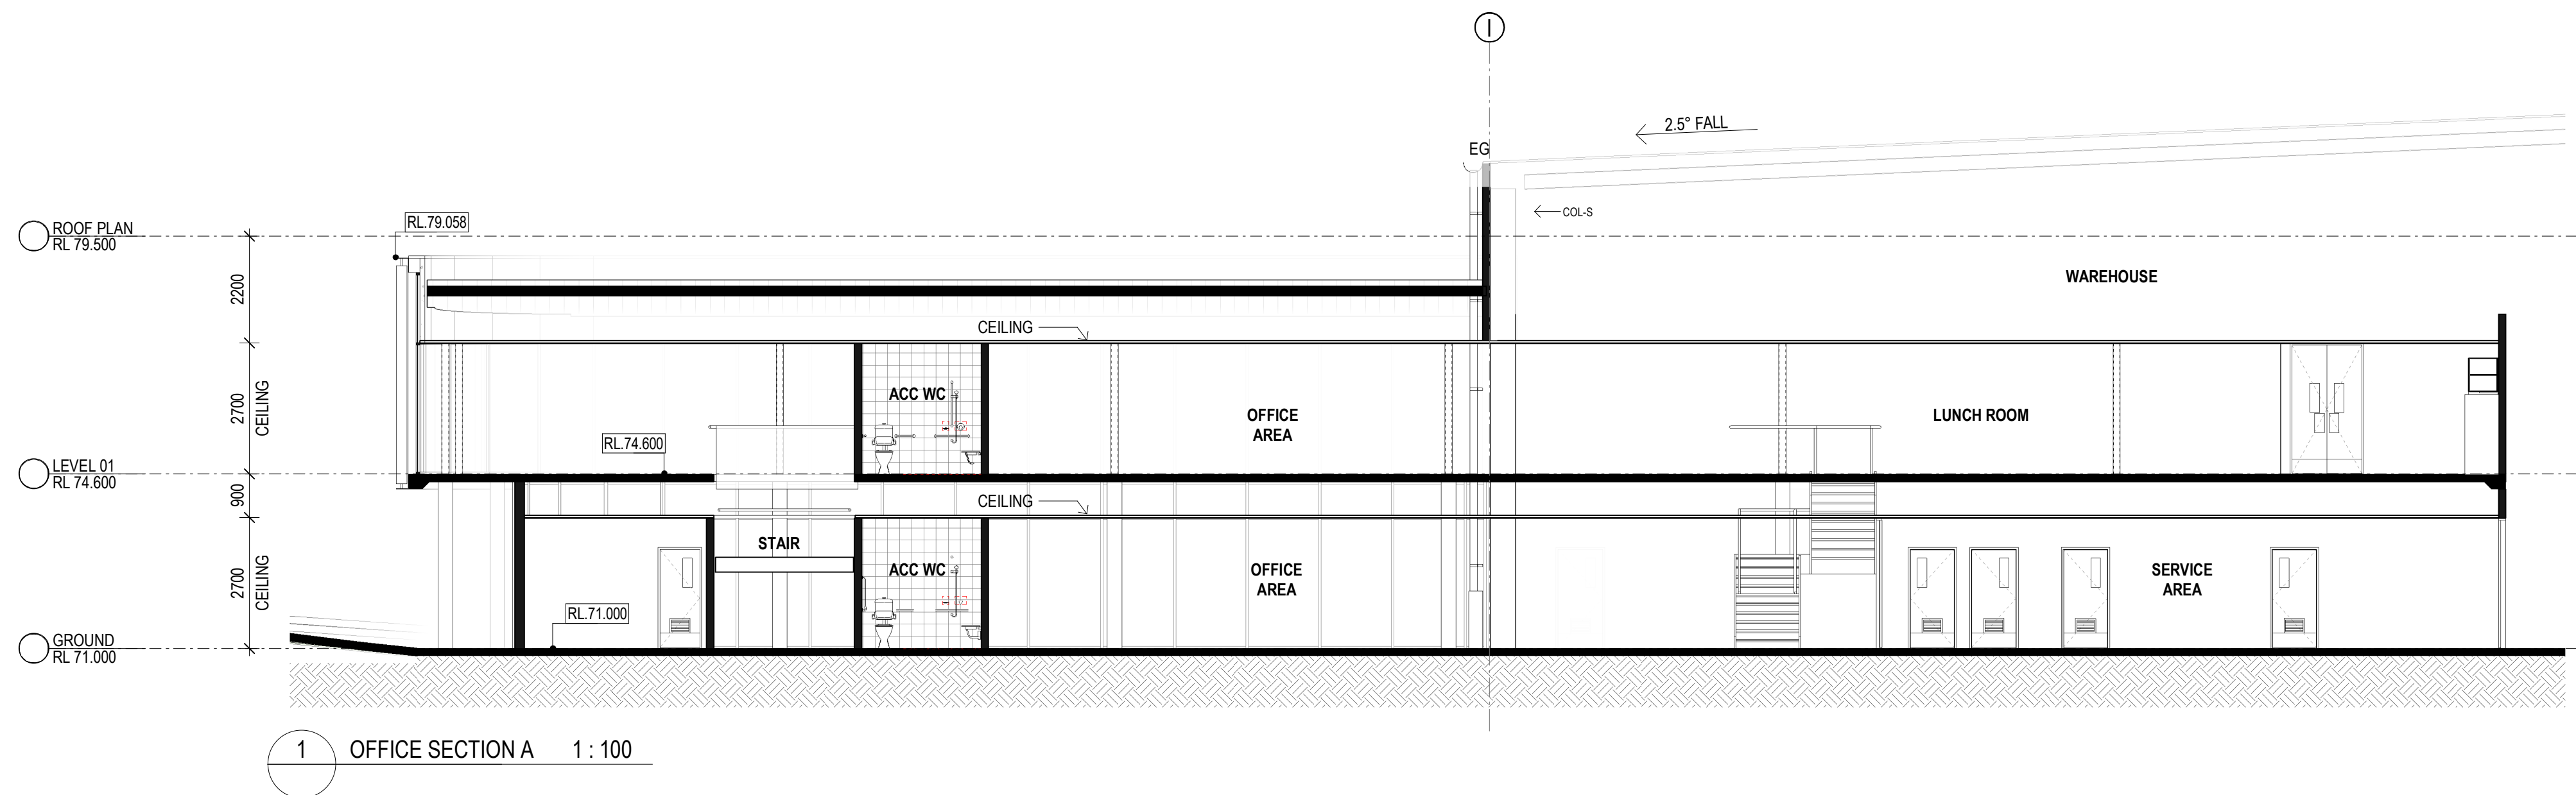 I
2.5° FALL
EG
COL-S
ROOF PLAN
RL 79.500
RL.79.058
2200
WAREHOUSE
CEILING
2700
CEILING
ACC WC
OFFICE
AREA
LUNCH ROOM
RL.74.600
LEVEL 01
RL 74.600
900
CEILING
STAIR
2700
CEILING
ACC WC
OFFICE
AREA
SERVICE
AREA
RL.71.000
GROUND
RL 71.000
1 OFFICE SECTION A 1 : 100